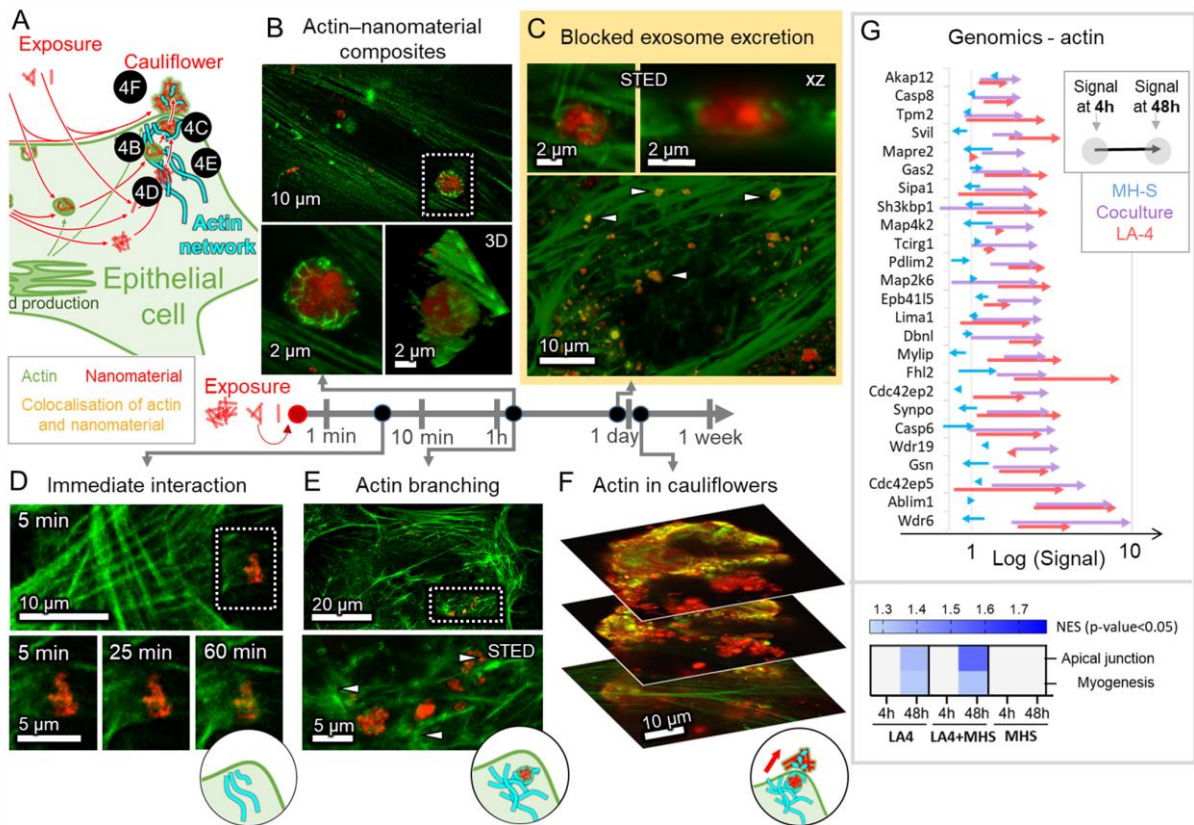 A
Exposure
Cauliflower
4F
4C
4B
4E
4D
Actin
network
Epithelial
cell
d production
B
Actin–nanomaterial
composites
10 µm
3D
2 µm
2 µm
C
Blocked exosome excretion
STED
xz
2 µm
2 µm
10 µm
Actin
Nanomaterial
Colocalisation of actin
and nanomaterial
Exposure
1 min
10 min
1h
1 day
1 week
D
Immediate interaction
5 min
10 µm
5 min
25 min
60 min
5 µm
E
Actin branching
20 µm
STED
5 µm
F
Actin in cauliflowers
10 µm
G
Genomics - actin
Signal
at 4h
Signal
at 48h
MH-S
Coculture
LA-4
Akap12
Casp8
Tpm2
Svil
Mapre2
Gas2
Sipa1
Sh3kbp1
Map4k2
Tcirg1
Pdlim2
Map2k6
Epb41l5
Lima1
Dbnl
Mylip
Fhl2
Cdc42ep2
Synpo
Casp6
Wdr19
Gsn
Cdc42ep5
Ablim1
Wdr6
1
10
Log (Signal)
1.3 1.4 1.5 1.6 1.7
NES (p-value<0.05)
Apical junction
Myogenesis
4h 48h 4h 48h 4h 48h
LA4 LA4+MHS MHS